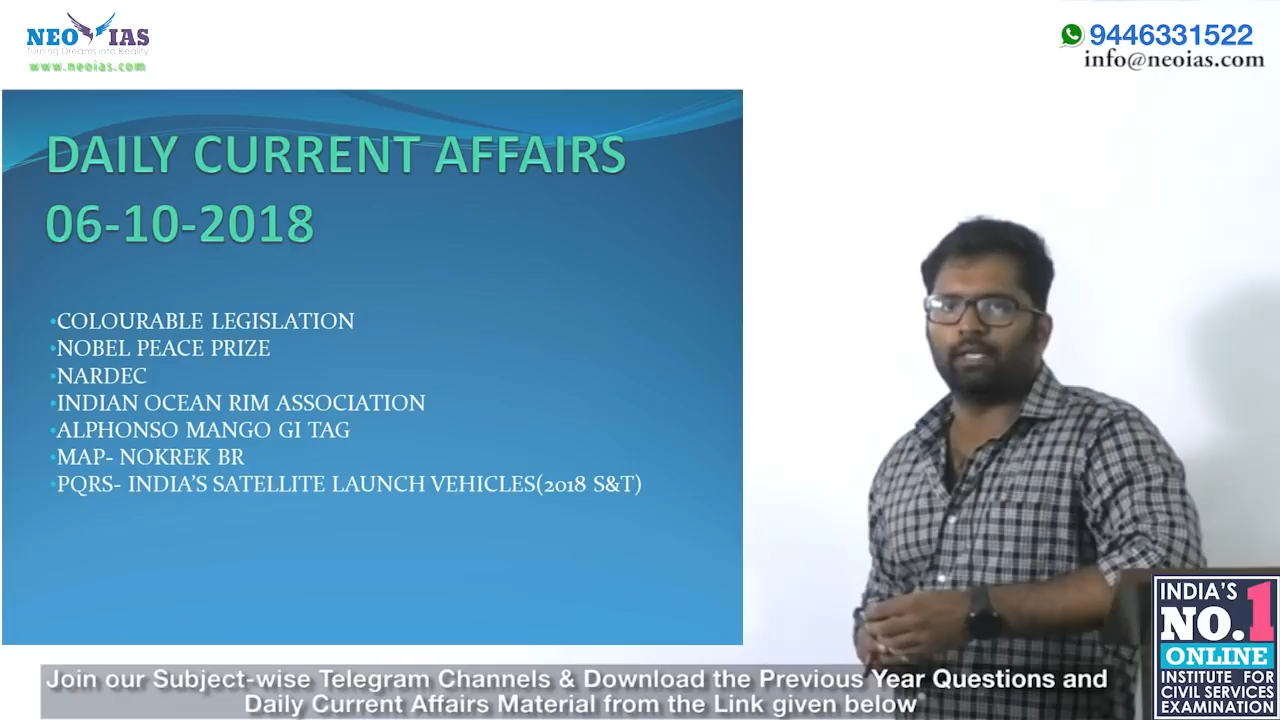 NEO IAS
Turning Dreams into Reality
www.neoias.com
9446331522
info@neoias.com
DAILY CURRENT AFFAIRS
06-10-2018
•COLOURABLE LEGISLATION
•NOBEL PEACE PRIZE
•NARDEC
•INDIAN OCEAN RIM ASSOCIATION
•ALPHONSO MANGO GI TAG
•MAP- NOKREK BR
•PQRS- INDIA'S SATELLITE LAUNCH VEHICLES(2018 S&T)
INDIA'S
NO.1
ONLINE
INSTITUTE FOR
CIVIL SERVICES
EXAMINATION
Join our Subject-wise Telegram Channels & Download the Previous Year Questions and
Daily Current Affairs Material from the Link given below